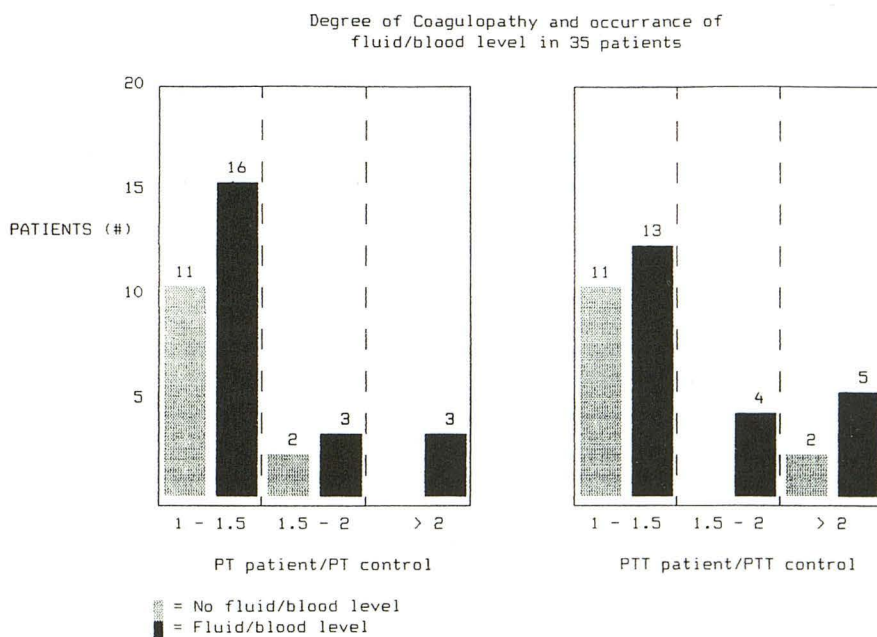 Degree of Coagulopathy and occurrance of
fluid/blood level in 35 patients
20
15
10
5
PATIENTS (#)
11
16
2
3
3
1 - 1.5
1.5 - 2
> 2
PT patient/PT control
11
13
4
2
5
1 - 1.5
1.5 - 2
> 2
PTT patient/PTT control
= No fluid/blood level
= Fluid/blood level